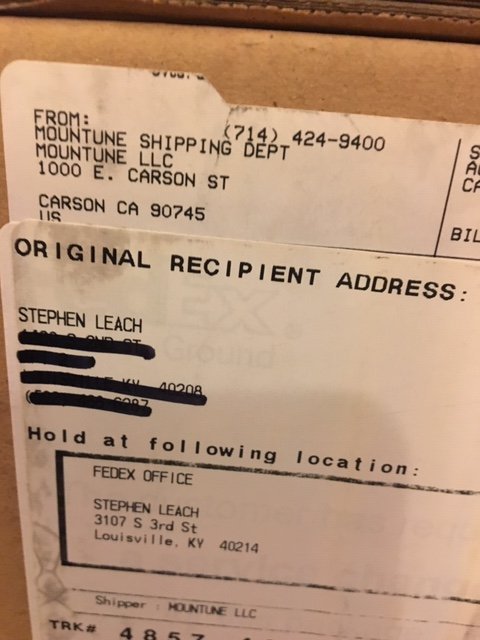 FROM: (714) 424-9400
MOUNTUNE SHIPPING DEPT
MOUNTUNE LLC
1000 E. CARSON ST
CARSON CA 90745
US
BIL
ORIGINAL RECIPIENT ADDRESS:
STEPHEN LEACH
Hold at following location:
FEDEX OFFICE
STEPHEN LEACH
3107 S 3rd St
Louisville, KY 40214
Shipper : MOUNTUNE LLC
TRK# 4857